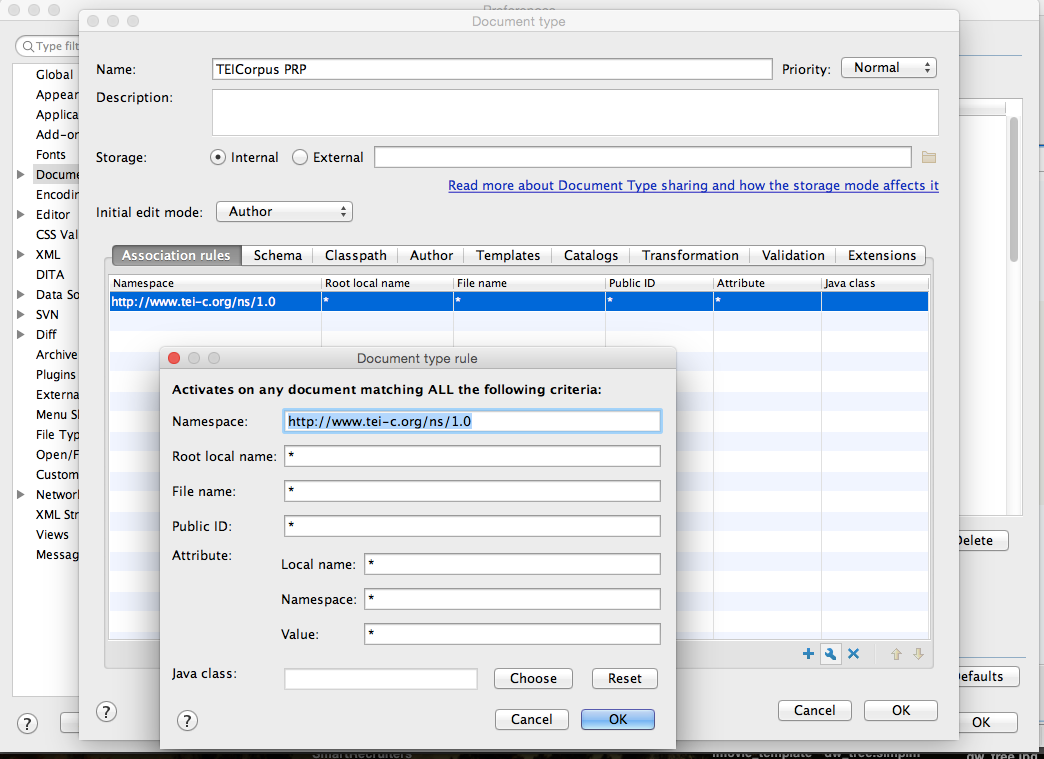 Preferences
Document type
Type filt
Global
Appear
Applica
Add-on
Fonts
Docume
Encodin
Editor
CSS Val
XML
DITA
Data So
SVN
Diff
Archive
Plugins
Externa
Menu S
File Typ
Open/F
Custom
Network
XML Str
Views
Messag
Name: TEICorpus PRP Priority: Normal
Description:
Storage: Internal External
Read more about Document Type sharing and how the storage mode affects it
Initial edit mode: Author
Association rules Schema Classpath Author Templates Catalogs Transformation Validation Extensions
Namespace Root local name File name Public ID Attribute Java class
http://www.tei-c.org/ns/1.0 * * * *
Document type rule
Activates on any document matching ALL the following criteria:
Namespace: http://www.tei-c.org/ns/1.0
Root local name: *
File name: *
Public ID: *
Attribute:
Local name: *
Namespace: *
Value: *
Java class: Choose Reset
? Cancel OK
? Cancel OK
Delete
efaults
? OK
SmartRecruiters